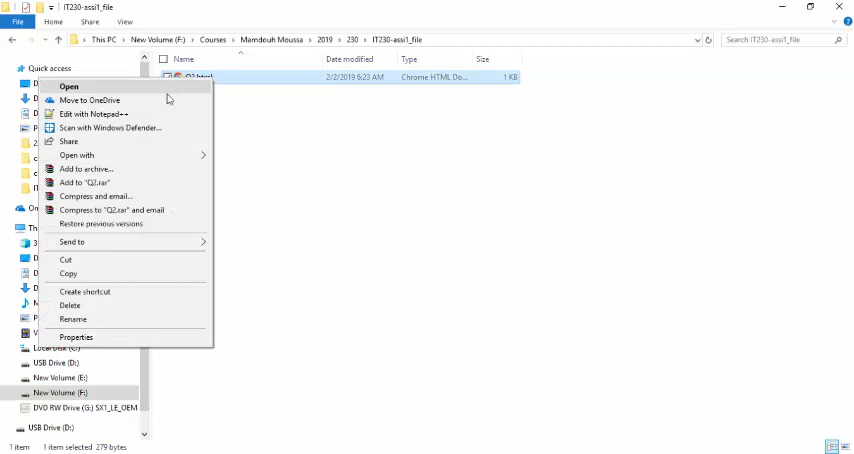 IT230-assi1_file
File Home Share View
This PC New Volume (F:) Courses Mamdouh Moussa 2019 230 IT230-assi1_file
Search IT230-assi1_file
Name Date modified Type Size
Quick access
Q2.html 2/2/2019 6:23 AM Chrome HTML Do... 1 KB
Open
Move to OneDrive
Edit with Notepad++
Scan with Windows Defender...
Share
Open with
Add to archive...
Add to "Q2.rar"
Compress and email...
Compress to "Q2.rar" and email
Restore previous versions
Send to
Cut
Copy
Create shortcut
Delete
Rename
Properties
Local Disk (C:)
USB Drive (D:)
New Volume (E:)
New Volume (F:)
DVD RW Drive (G:) SX1_LE_OEM
USB Drive (D:)
1 item 1 item selected 279 bytes